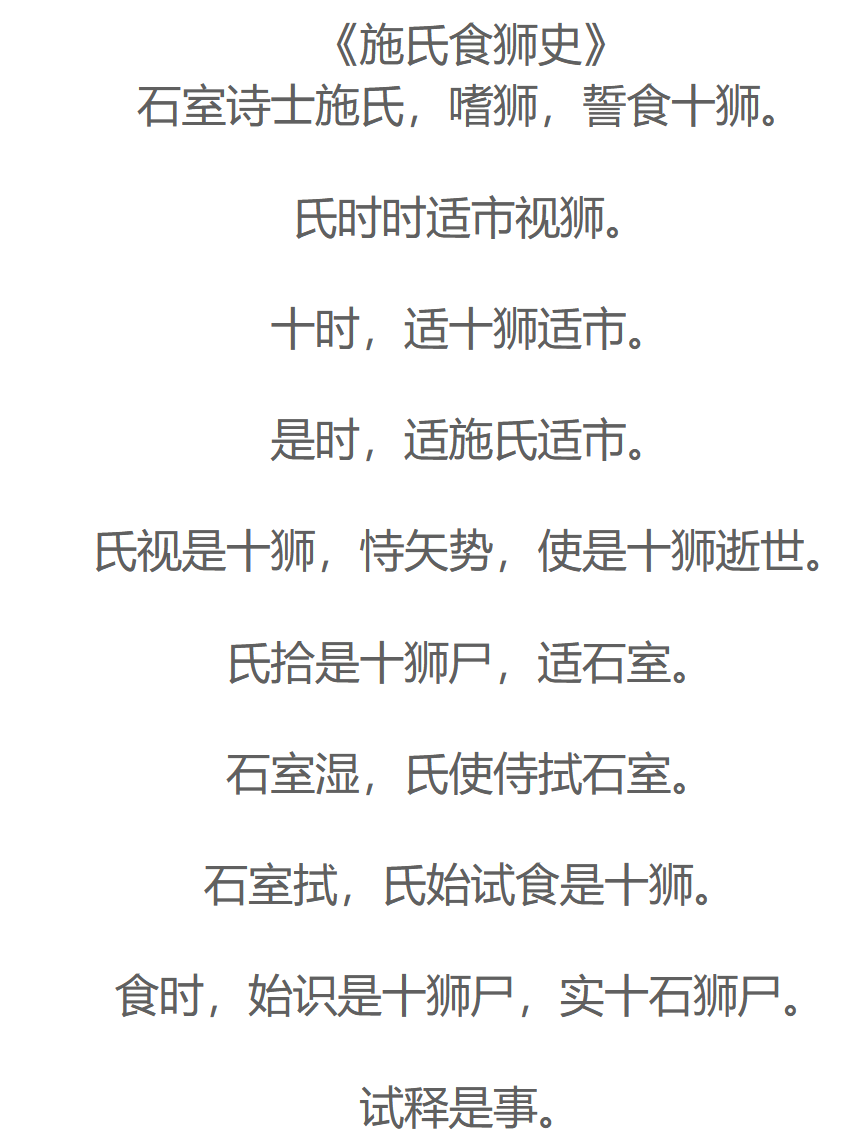 《施氏食狮史》
石室诗士施氏，嗜狮，誓食十狮。
氏时时适市视狮。
十时，适十狮适市。
是时，适施氏适市。
氏视是十狮，恃矢势，使是十狮逝世。
氏拾是十狮尸，适石室。
石室湿，氏使侍拭石室。
石室拭，氏始试食是十狮。
食时，始识是十狮尸，实十石狮尸。
试释是事。